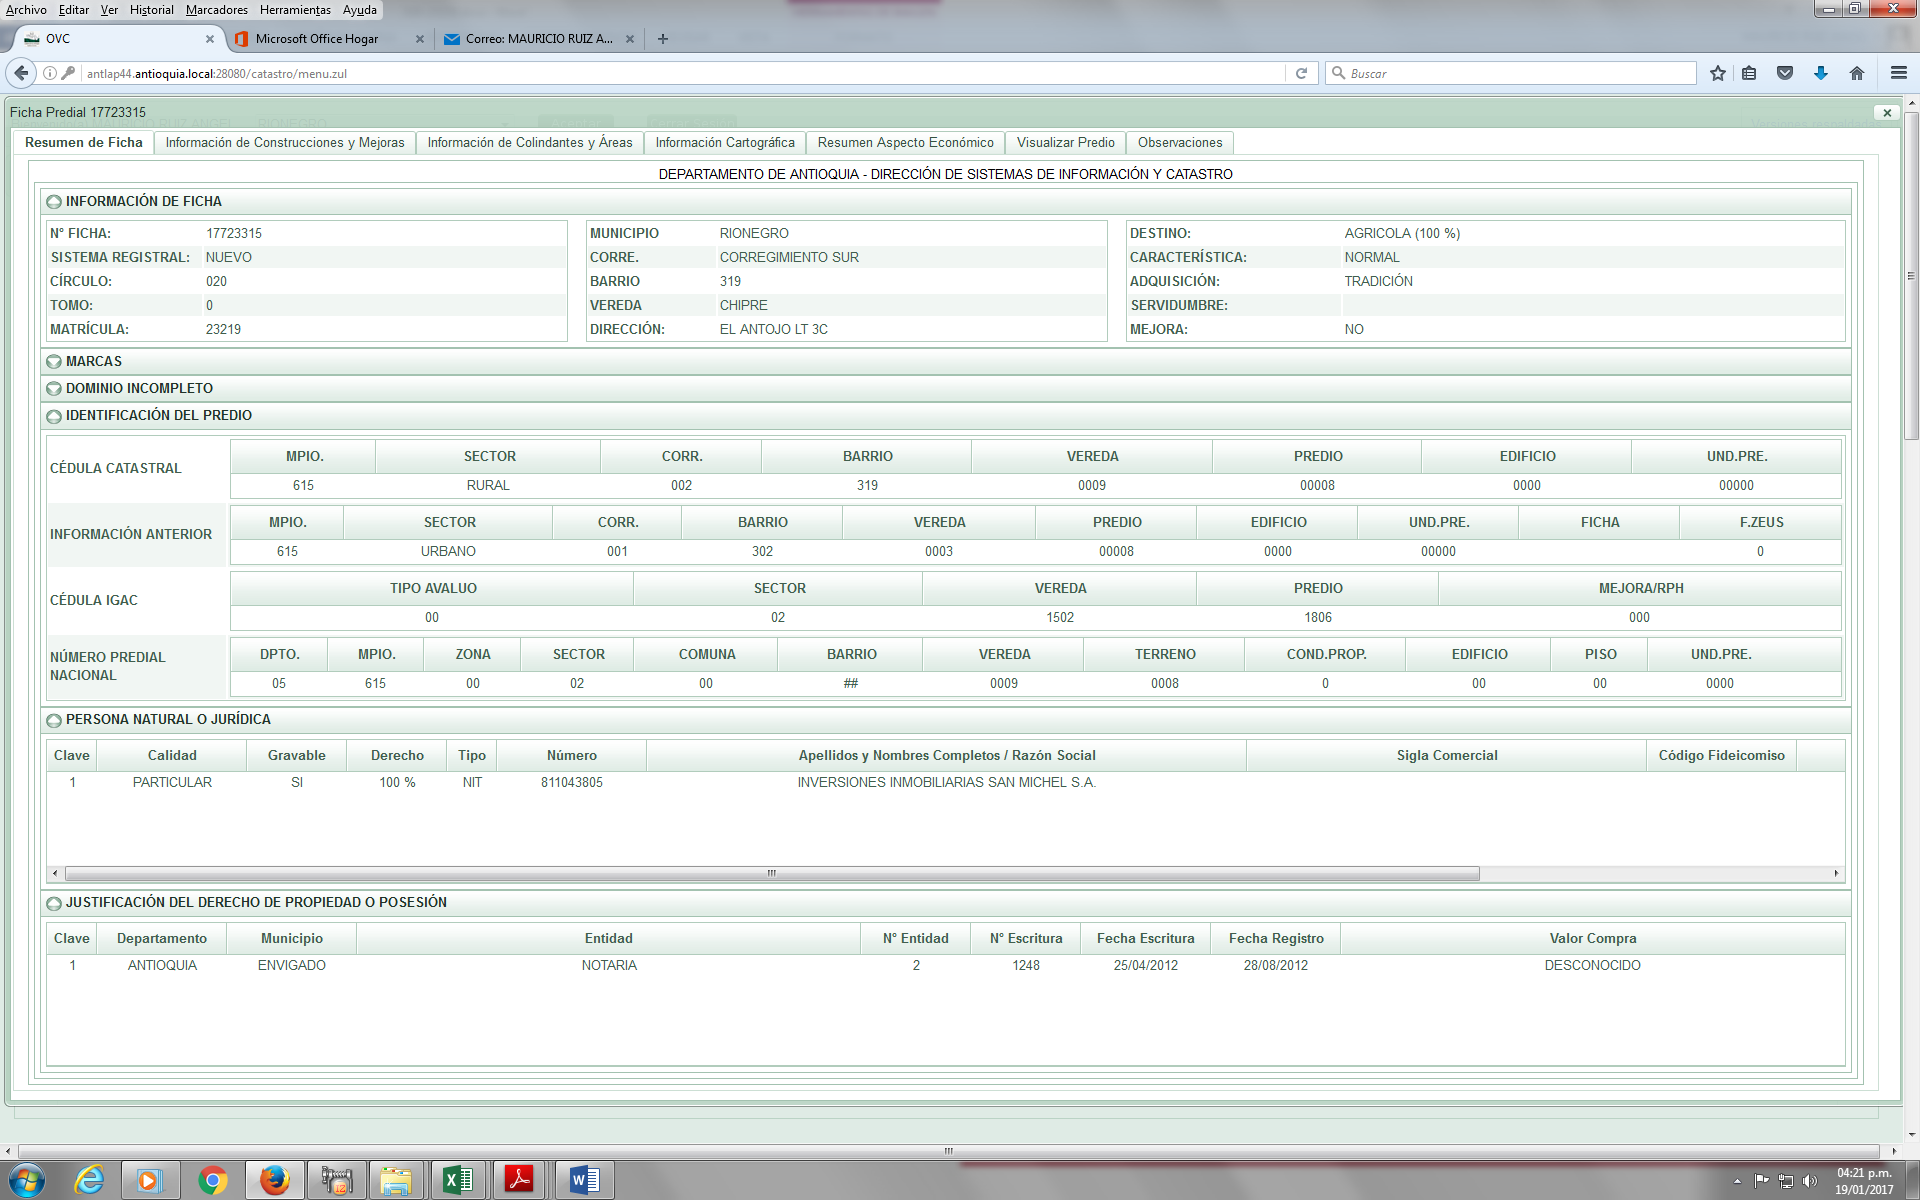 Archivo Editar Ver Historial Marcadores Herramientas Ayuda
OVC Microsoft Office Hogar Correo: MAURICIO RUIZ A...
antlap44.antioquia.local:28080/catastro/menu.zul Buscar
Ficha Predial 17723315
Resumen de Ficha Información de Construcciones y Mejoras Información de Colindantes y Áreas Información Cartográfica Resumen Aspecto Económico Visualizar Predio Observaciones
DEPARTAMENTO DE ANTIOQUIA - DIRECCIÓN DE SISTEMAS DE INFORMACIÓN Y CATASTRO
INFORMACIÓN DE FICHA
N° FICHA: 17723315 MUNICIPIO RIONEGRO DESTINO: AGRICOLA (100 %)
SISTEMA REGISTRAL: NUEVO CORRE. CORREGIMIENTO SUR CARACTERÍSTICA: NORMAL
CÍRCULO: 020 BARRIO 319 ADQUISICIÓN: TRADICIÓN
TOMO: 0 VEREDA CHIPRE SERVIDUMBRE:
MATRÍCULA: 23219 DIRECCIÓN: EL ANTOJO LT 3C MEJORA: NO
MARCAS
DOMINIO INCOMPLETO
IDENTIFICACIÓN DEL PREDIO
CÉDULA CATASTRAL
MPIO. SECTOR CORR. BARRIO VEREDA PREDIO EDIFICIO UND.PRE.
615 RURAL 002 319 0009 00008 0000 00000
INFORMACIÓN ANTERIOR
MPIO. SECTOR CORR. BARRIO VEREDA PREDIO EDIFICIO UND.PRE. FICHA F.ZEUS
615 URBANO 001 302 0003 00008 0000 00000 0
CÉDULA IGAC
TIPO AVALUO SECTOR VEREDA PREDIO MEJORA/RPH
00 02 1502 1806 000
NÚMERO PREDIAL
NACIONAL
DPTO. MPIO. ZONA SECTOR COMUNA BARRIO VEREDA TERRENO COND.PROP. EDIFICIO PISO UND.PRE.
05 615 00 02 00 ## 0009 0008 0 00 00 0000
PERSONA NATURAL O JURÍDICA
Clave Calidad Gravable Derecho Tipo Número Apellidos y Nombres Completos / Razón Social Sigla Comercial Código Fideicomiso
1 PARTICULAR SI 100 % NIT 811043805 INVERSIONES INMOBILIARIAS SAN MICHEL S.A.
JUSTIFICACIÓN DEL DERECHO DE PROPIEDAD O POSESIÓN
Clave Departamento Municipio Entidad N° Entidad N° Escritura Fecha Escritura Fecha Registro Valor Compra
1 ANTIOQUIA ENVIGADO NOTARIA 2 1248 25/04/2012 28/08/2012 DESCONOCIDO
04:21 p.m.
19/01/2017